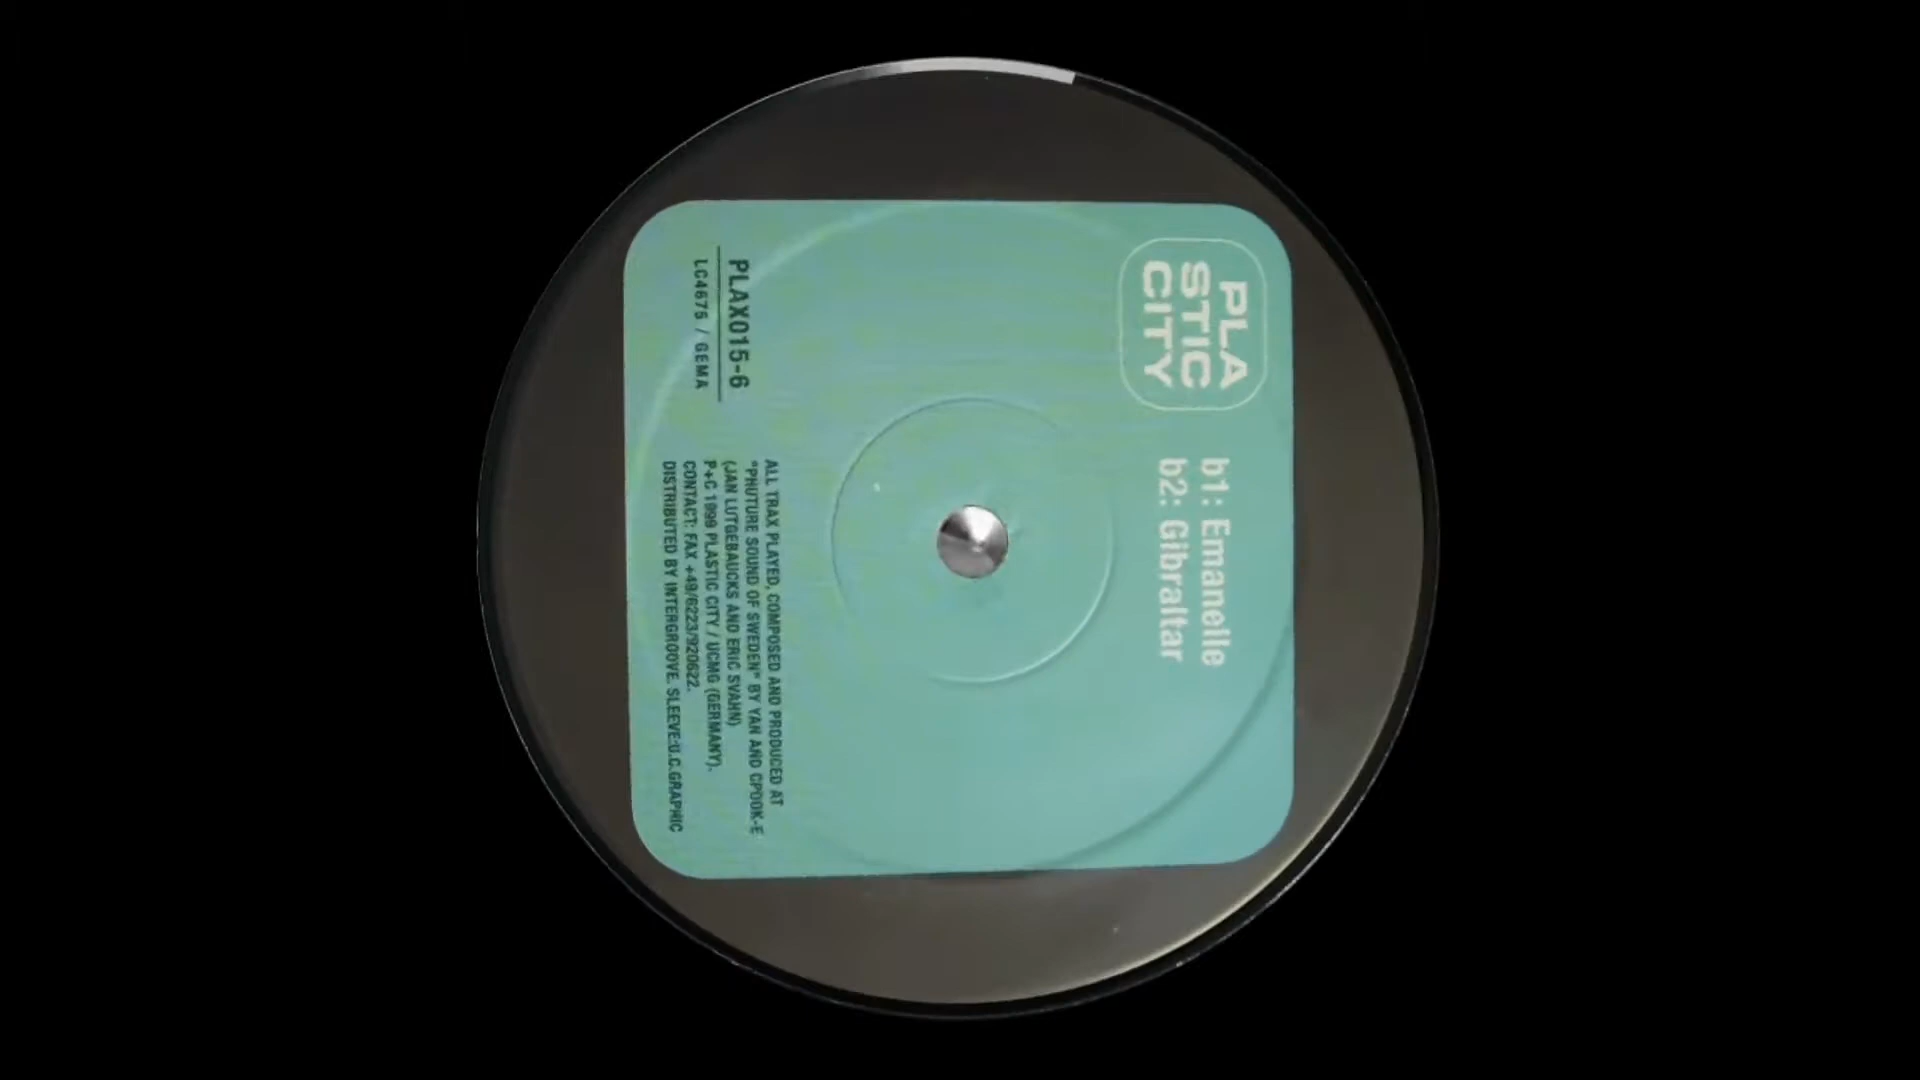 PLA
STIC
CITY
b1: Emanelle
b2: Gibraltar
PLAX015-6
LC4675 / GEMA
ALL TRAX PLAYED, COMPOSED AND PRODUCED AT
"PHUTURE SOUND OF SWEDEN" BY YAN AND CPOOK-E
(JAN LUTGEBAUCKS AND ERIC SVAHN)
P+C 1999 PLASTIC CITY / UCMG (GERMANY).
CONTACT: FAX +49/6223/920622.
DISTRIBUTED BY INTERGROOVE. SLEEVE:U.C.GRAPHIC